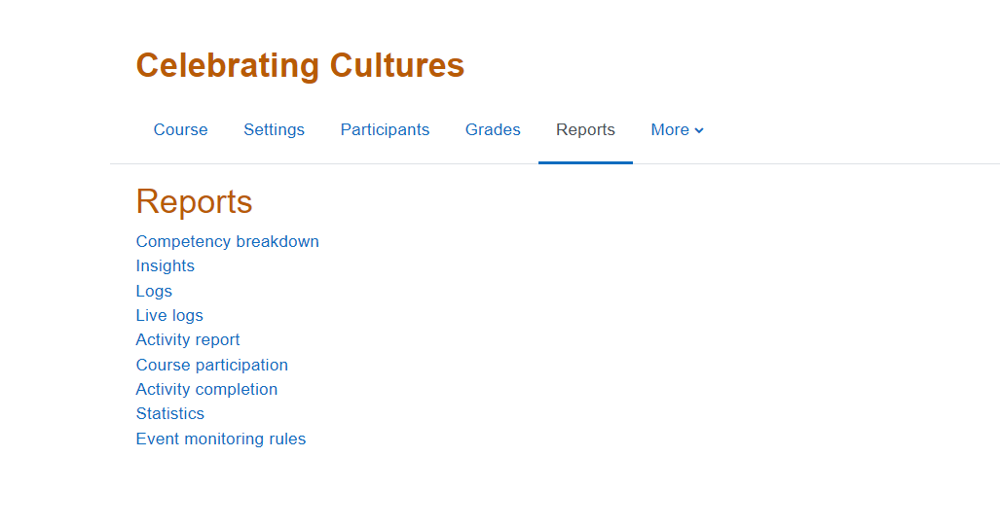 Celebrating Cultures
Course Settings Participants Grades Reports More
Reports
Competency breakdown
Insights
Logs
Live logs
Activity report
Course participation
Activity completion
Statistics
Event monitoring rules